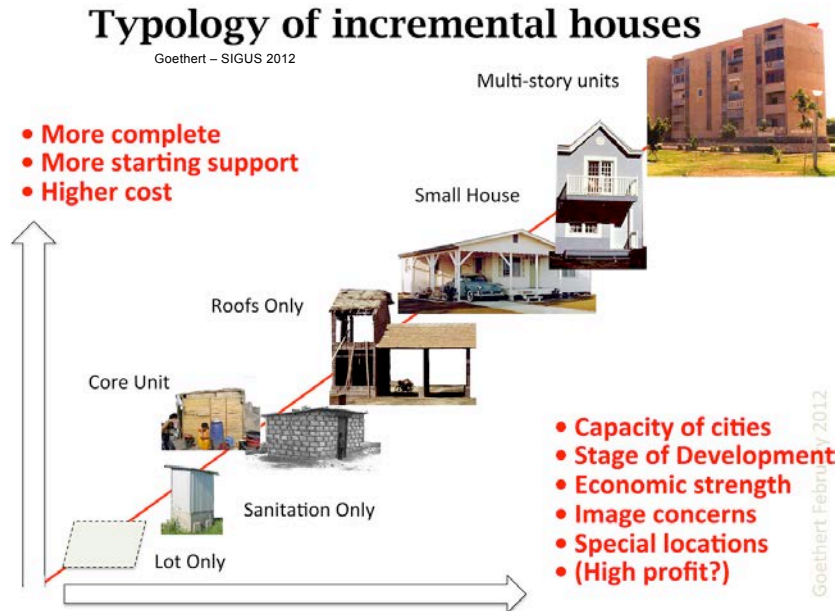 Typology of incremental houses
Goethert – SIGUS 2012
Multi-story units
• More complete
• More starting support
• Higher cost
Small House
Roofs Only
Core Unit
Sanitation Only
Lot Only
• Capacity of cities
• Stage of Development
• Economic strength
• Image concerns
• Special locations
• (High profit?)
Goethert February 2012